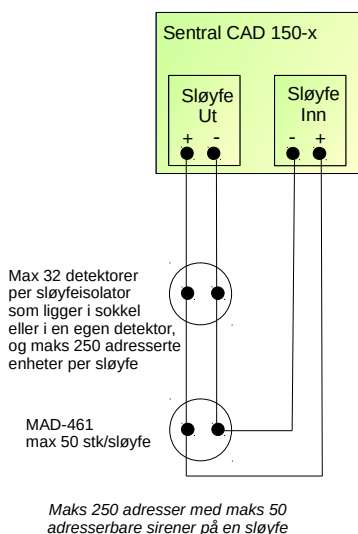 Sentral CAD 150-x
Sløyfe
Ut
+ -
Sløyfe
Inn
- +
Max 32 detektorer
per sløyfeisolator
som ligger i sokkel
eller i en egen detektor,
og maks 250 adresserte
enheter per sløyfe
MAD-461
max 50 stk/sløyfe
Maks 250 adresser med maks 50
adresserbare sirener på en sløyfe